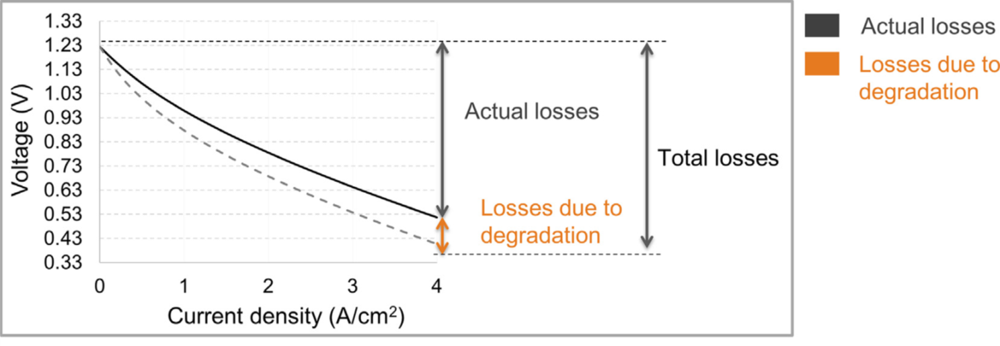 1.33
1.23
1.13
1.03
0.93
0.83
0.73
0.63
0.53
0.43
0.33
Voltage (V)
0 1 2 3 4
Current density (A/cm²)
Actual losses
Losses due to
degradation
Total losses
Actual losses
Losses due to
degradation